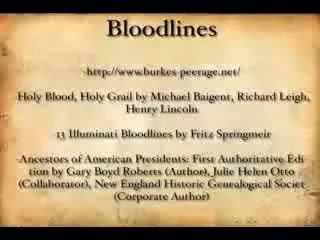 Bloodlines
-http://www.burkes-peerage.net/
Holy Blood, Holy Grail by Michael Baigent, Richard Leigh,
Henry Lincoln
13 Illuminati Bloodlines by Fritz Springmeir
Ancestors of American Presidents: First Authoritative Edi
tion by Gary Boyd Roberts (Author), Julie Helen Otto
(Collaborator), New England Historic Genealogical Societ
(Corporate Author)